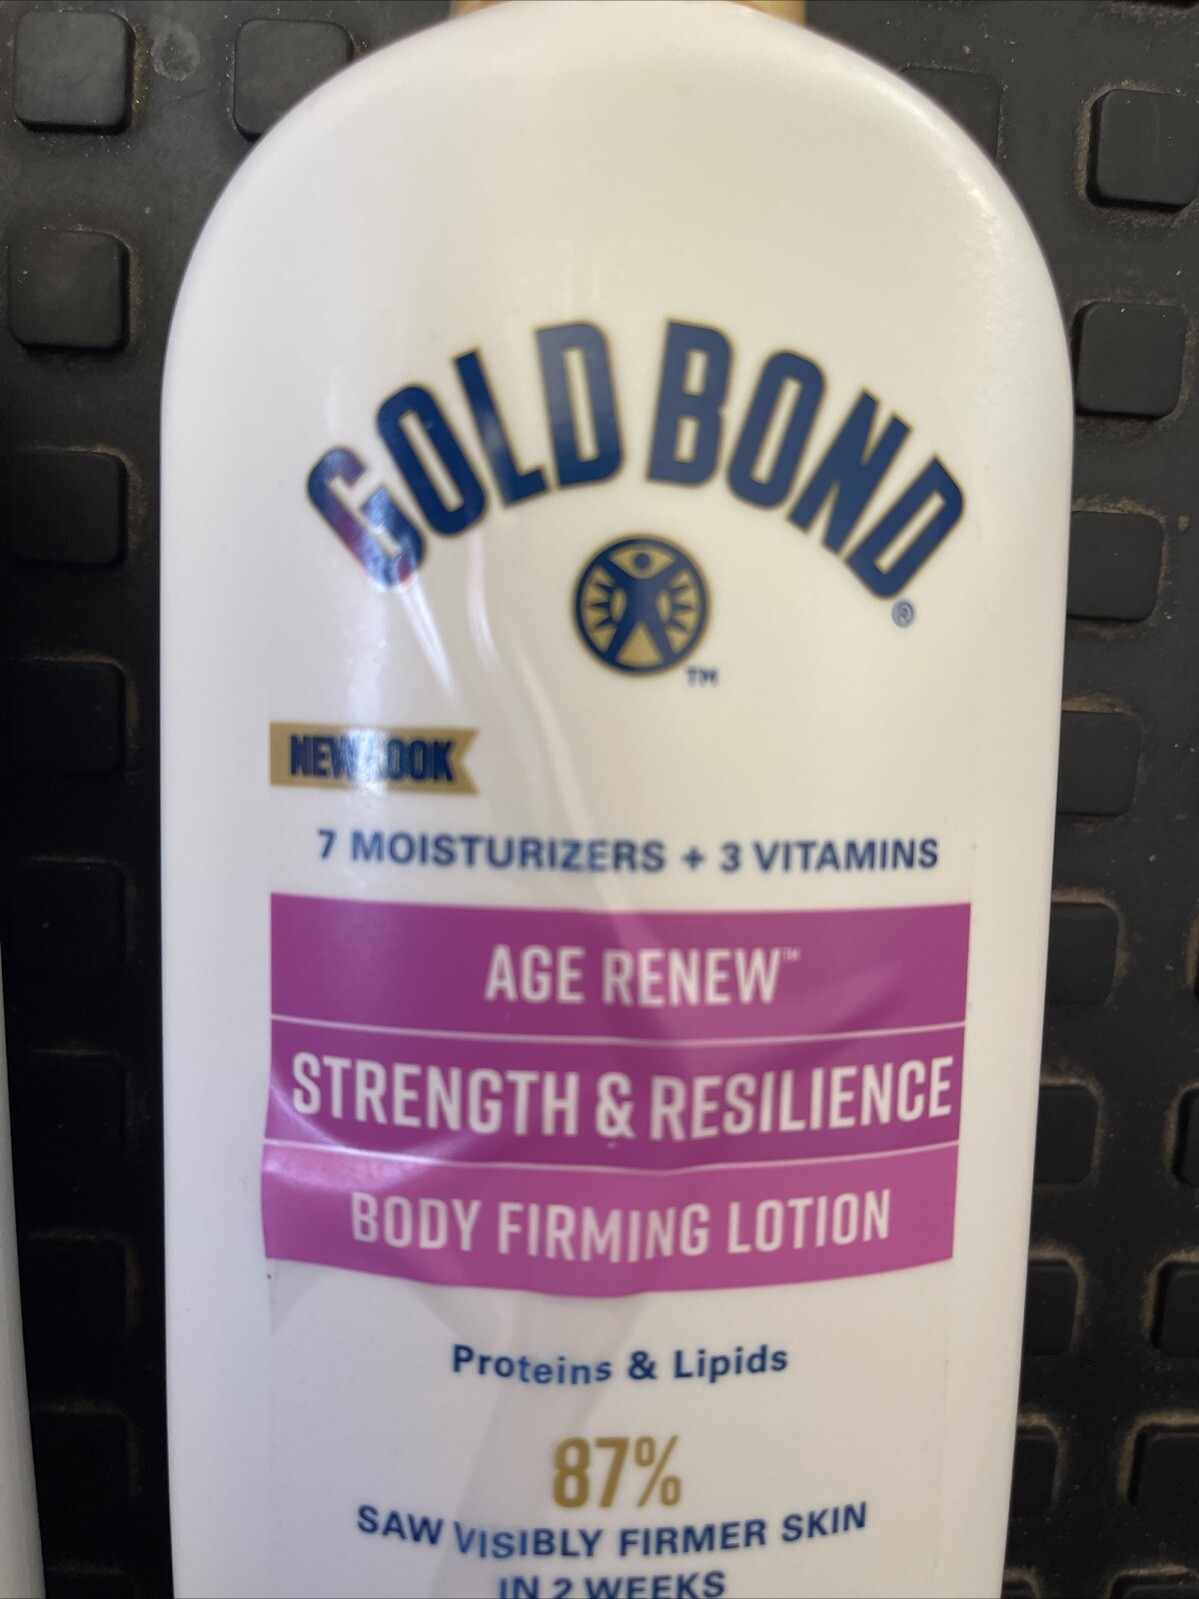 GOLD BOND®
™
NEW LOOK
7 MOISTURIZERS + 3 VITAMINS
AGE RENEW™
STRENGTH & RESILIENCE
BODY FIRMING LOTION
Proteins & Lipids
87%
SAW VISIBLY FIRMER SKIN
IN 2 WEEKS